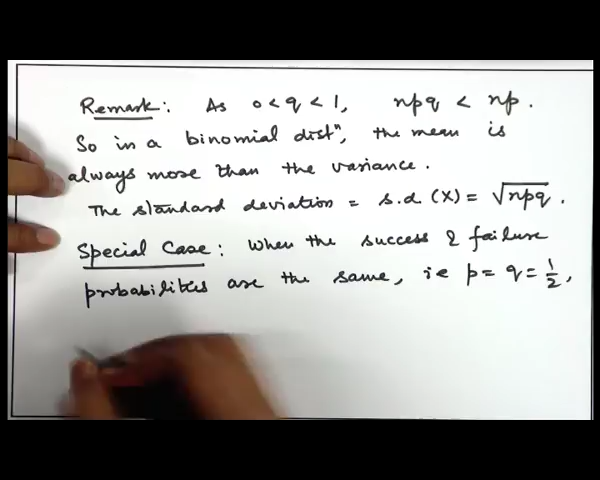 Remark: As 0 < q < 1, npq < np.
So in a binomial distⁿ, the mean is
always more than the variance.
The standard deviation = s.d. (X) = √npq.
Special Case: When the success & failure
probabilities are the same, i.e p = q = 1/2,